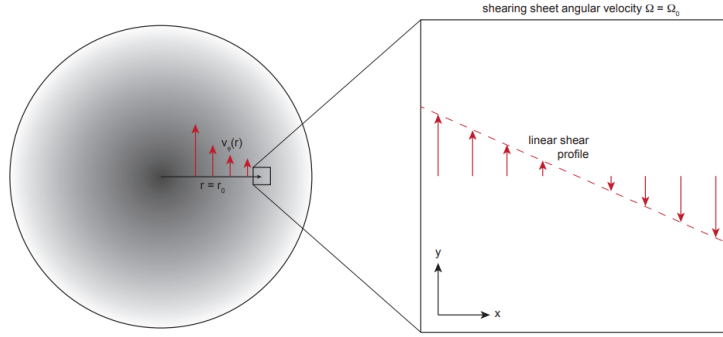 shearing sheet angular velocity Ω = Ω₀
vᵩ(r)
r = r₀
linear shear
profile
y
x